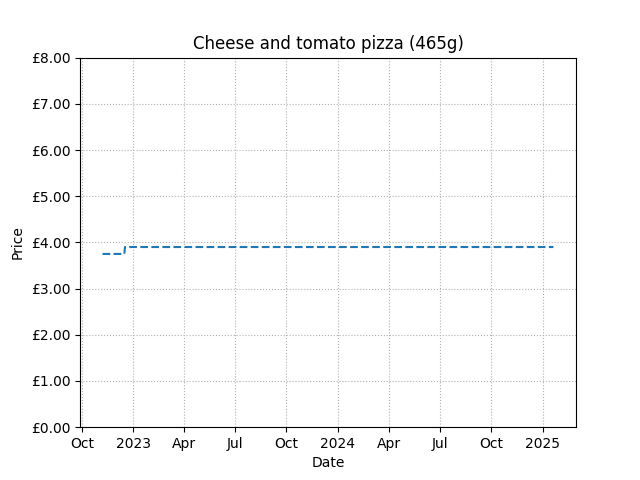 Cheese and tomato pizza (465g)
£8.00
£7.00
£6.00
£5.00
£4.00
£3.00
£2.00
£1.00
£0.00
Price
Oct 2023 Apr Jul Oct 2024 Apr Jul Oct 2025
Date